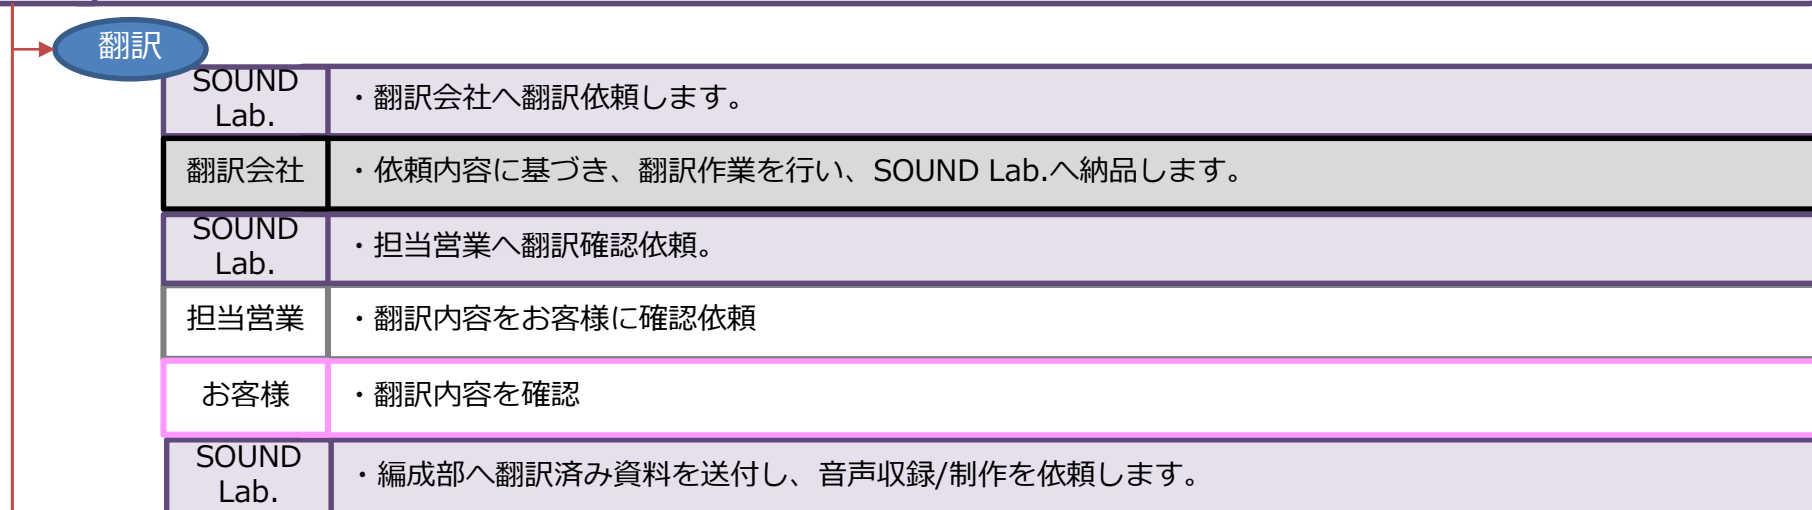 翻訳
SOUND
Lab.
・翻訳会社へ翻訳依頼します。
翻訳会社
・依頼内容に基づき、翻訳作業を行い、SOUND Lab.へ納品します。
SOUND
Lab.
・担当営業へ翻訳確認依頼。
担当営業
・翻訳内容をお客様に確認依頼
お客様
・翻訳内容を確認
SOUND
Lab.
・編成部へ翻訳済み資料を送付し、音声収録/制作を依頼します。